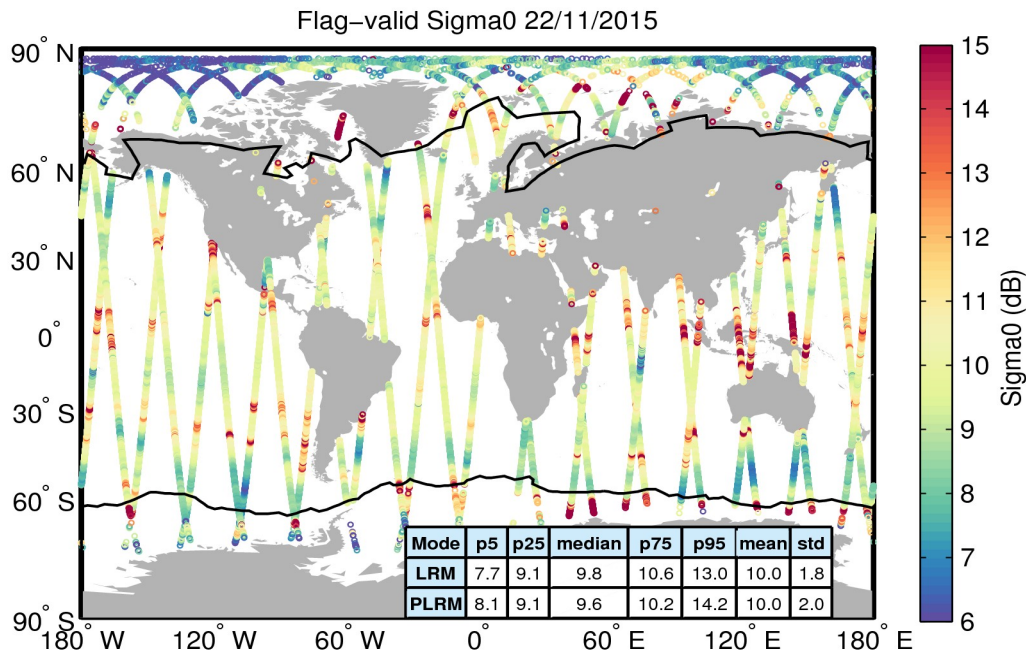 Flag−valid Sigma0 22/11/2015
90° N
60° N
30° N
0°
30° S
60° S
90° S
180° W
120° W
60° W
0°
60° E
120° E
180° E
15
14
13
12
11
10
9
8
7
6
Sigma0 (dB)
Mode p5 p25 median p75 p95 mean std
LRM 7.7 9.1 9.8 10.6 13.0 10.0 1.8
PLRM 8.1 9.1 9.6 10.2 14.2 10.0 2.0